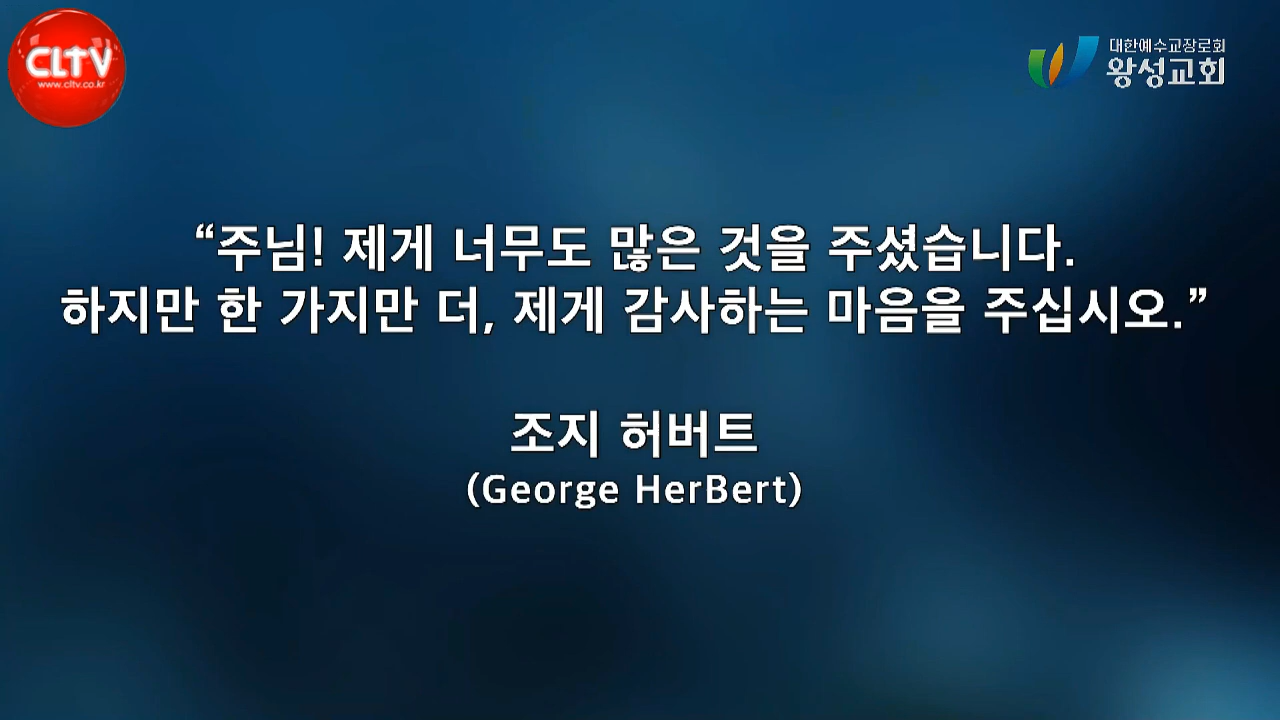 CLTV
www.cltv.co.kr
대한예수교장로회
왕성교회
“주님! 제게 너무도 많은 것을 주셨습니다.
하지만 한 가지만 더, 제게 감사하는 마음을 주십시오.”
조지 허버트
(George HerBert)